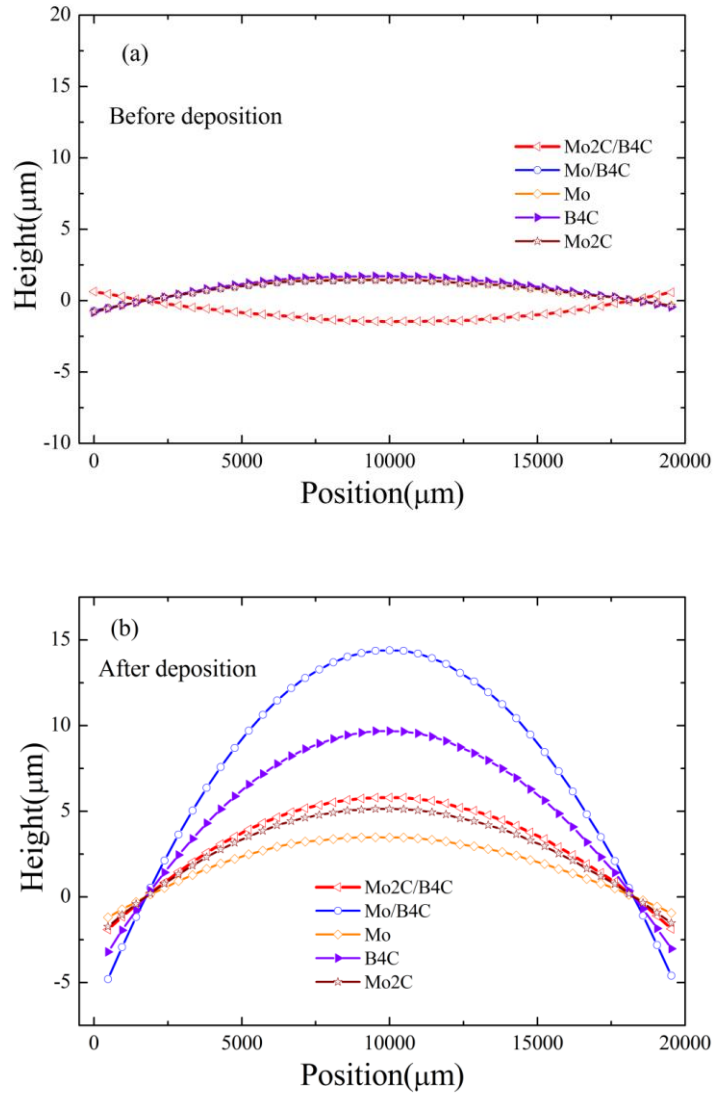 20
(a)
15
Before deposition
10
Mo2C/B4C
Mo/B4C
Mo
B4C
Mo2C
5
0
-5
-10
Height(μm)
0 5000 10000 15000 20000
Position(μm)
(b)
15
After deposition
10
5
0
-5
Height(μm)
Mo2C/B4C
Mo/B4C
Mo
B4C
Mo2C
0 5000 10000 15000 20000
Position(μm)